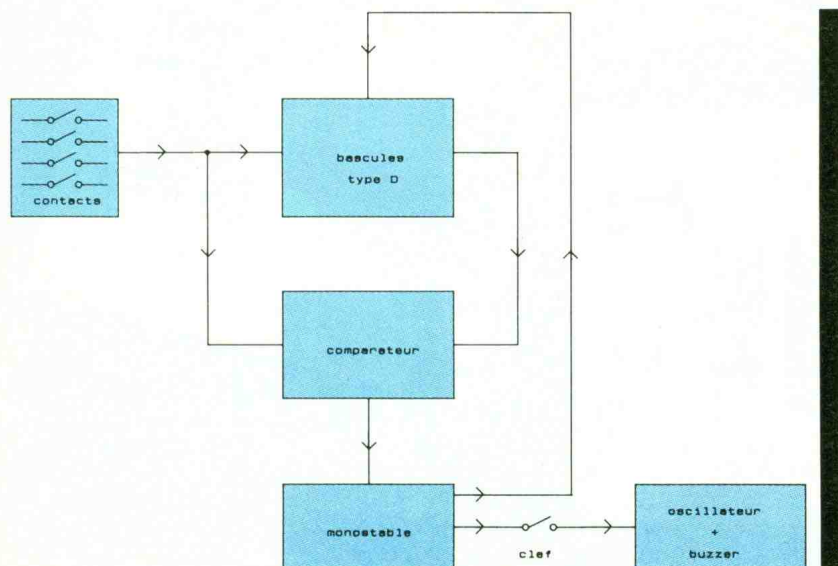 contacts
bascules
type D
comparateur
monostable
clef
oscillateur
+
buzzer